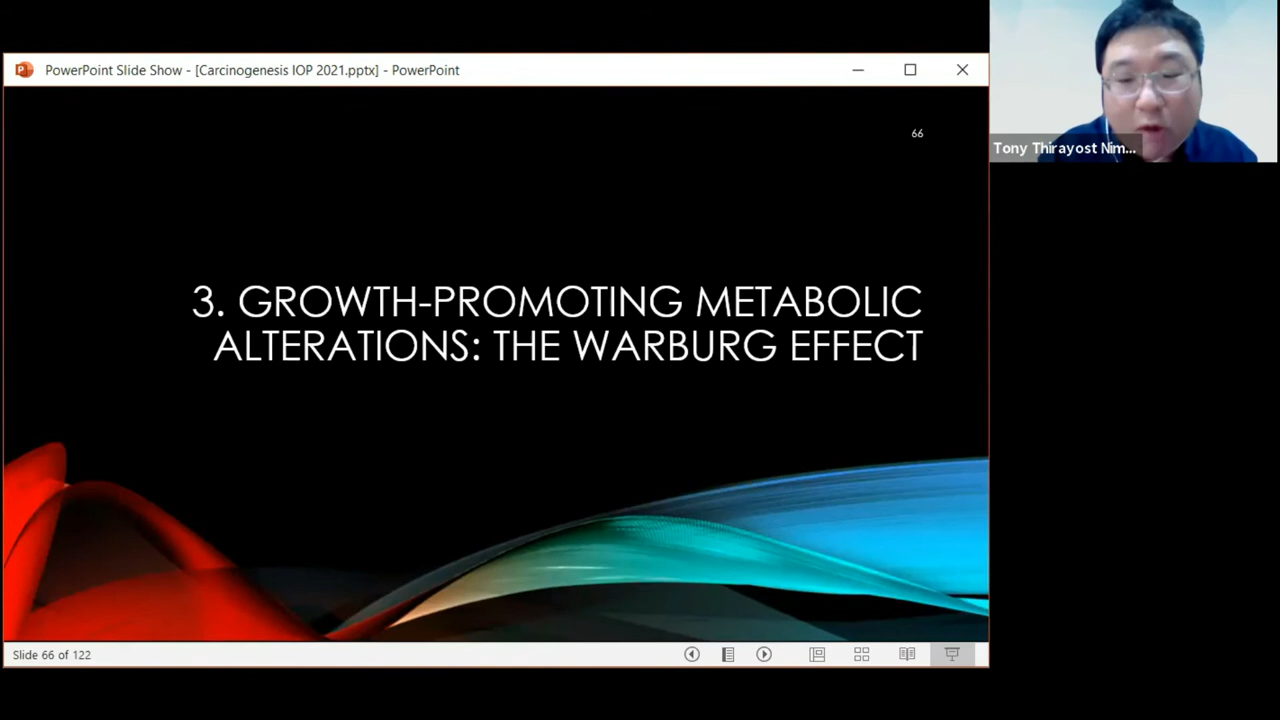 PowerPoint Slide Show - [Carcinogenesis IOP 2021.pptx] - PowerPoint
66
3. GROWTH-PROMOTING METABOLIC
ALTERATIONS: THE WARBURG EFFECT
Slide 66 of 122
Tony Thirayost Nim...